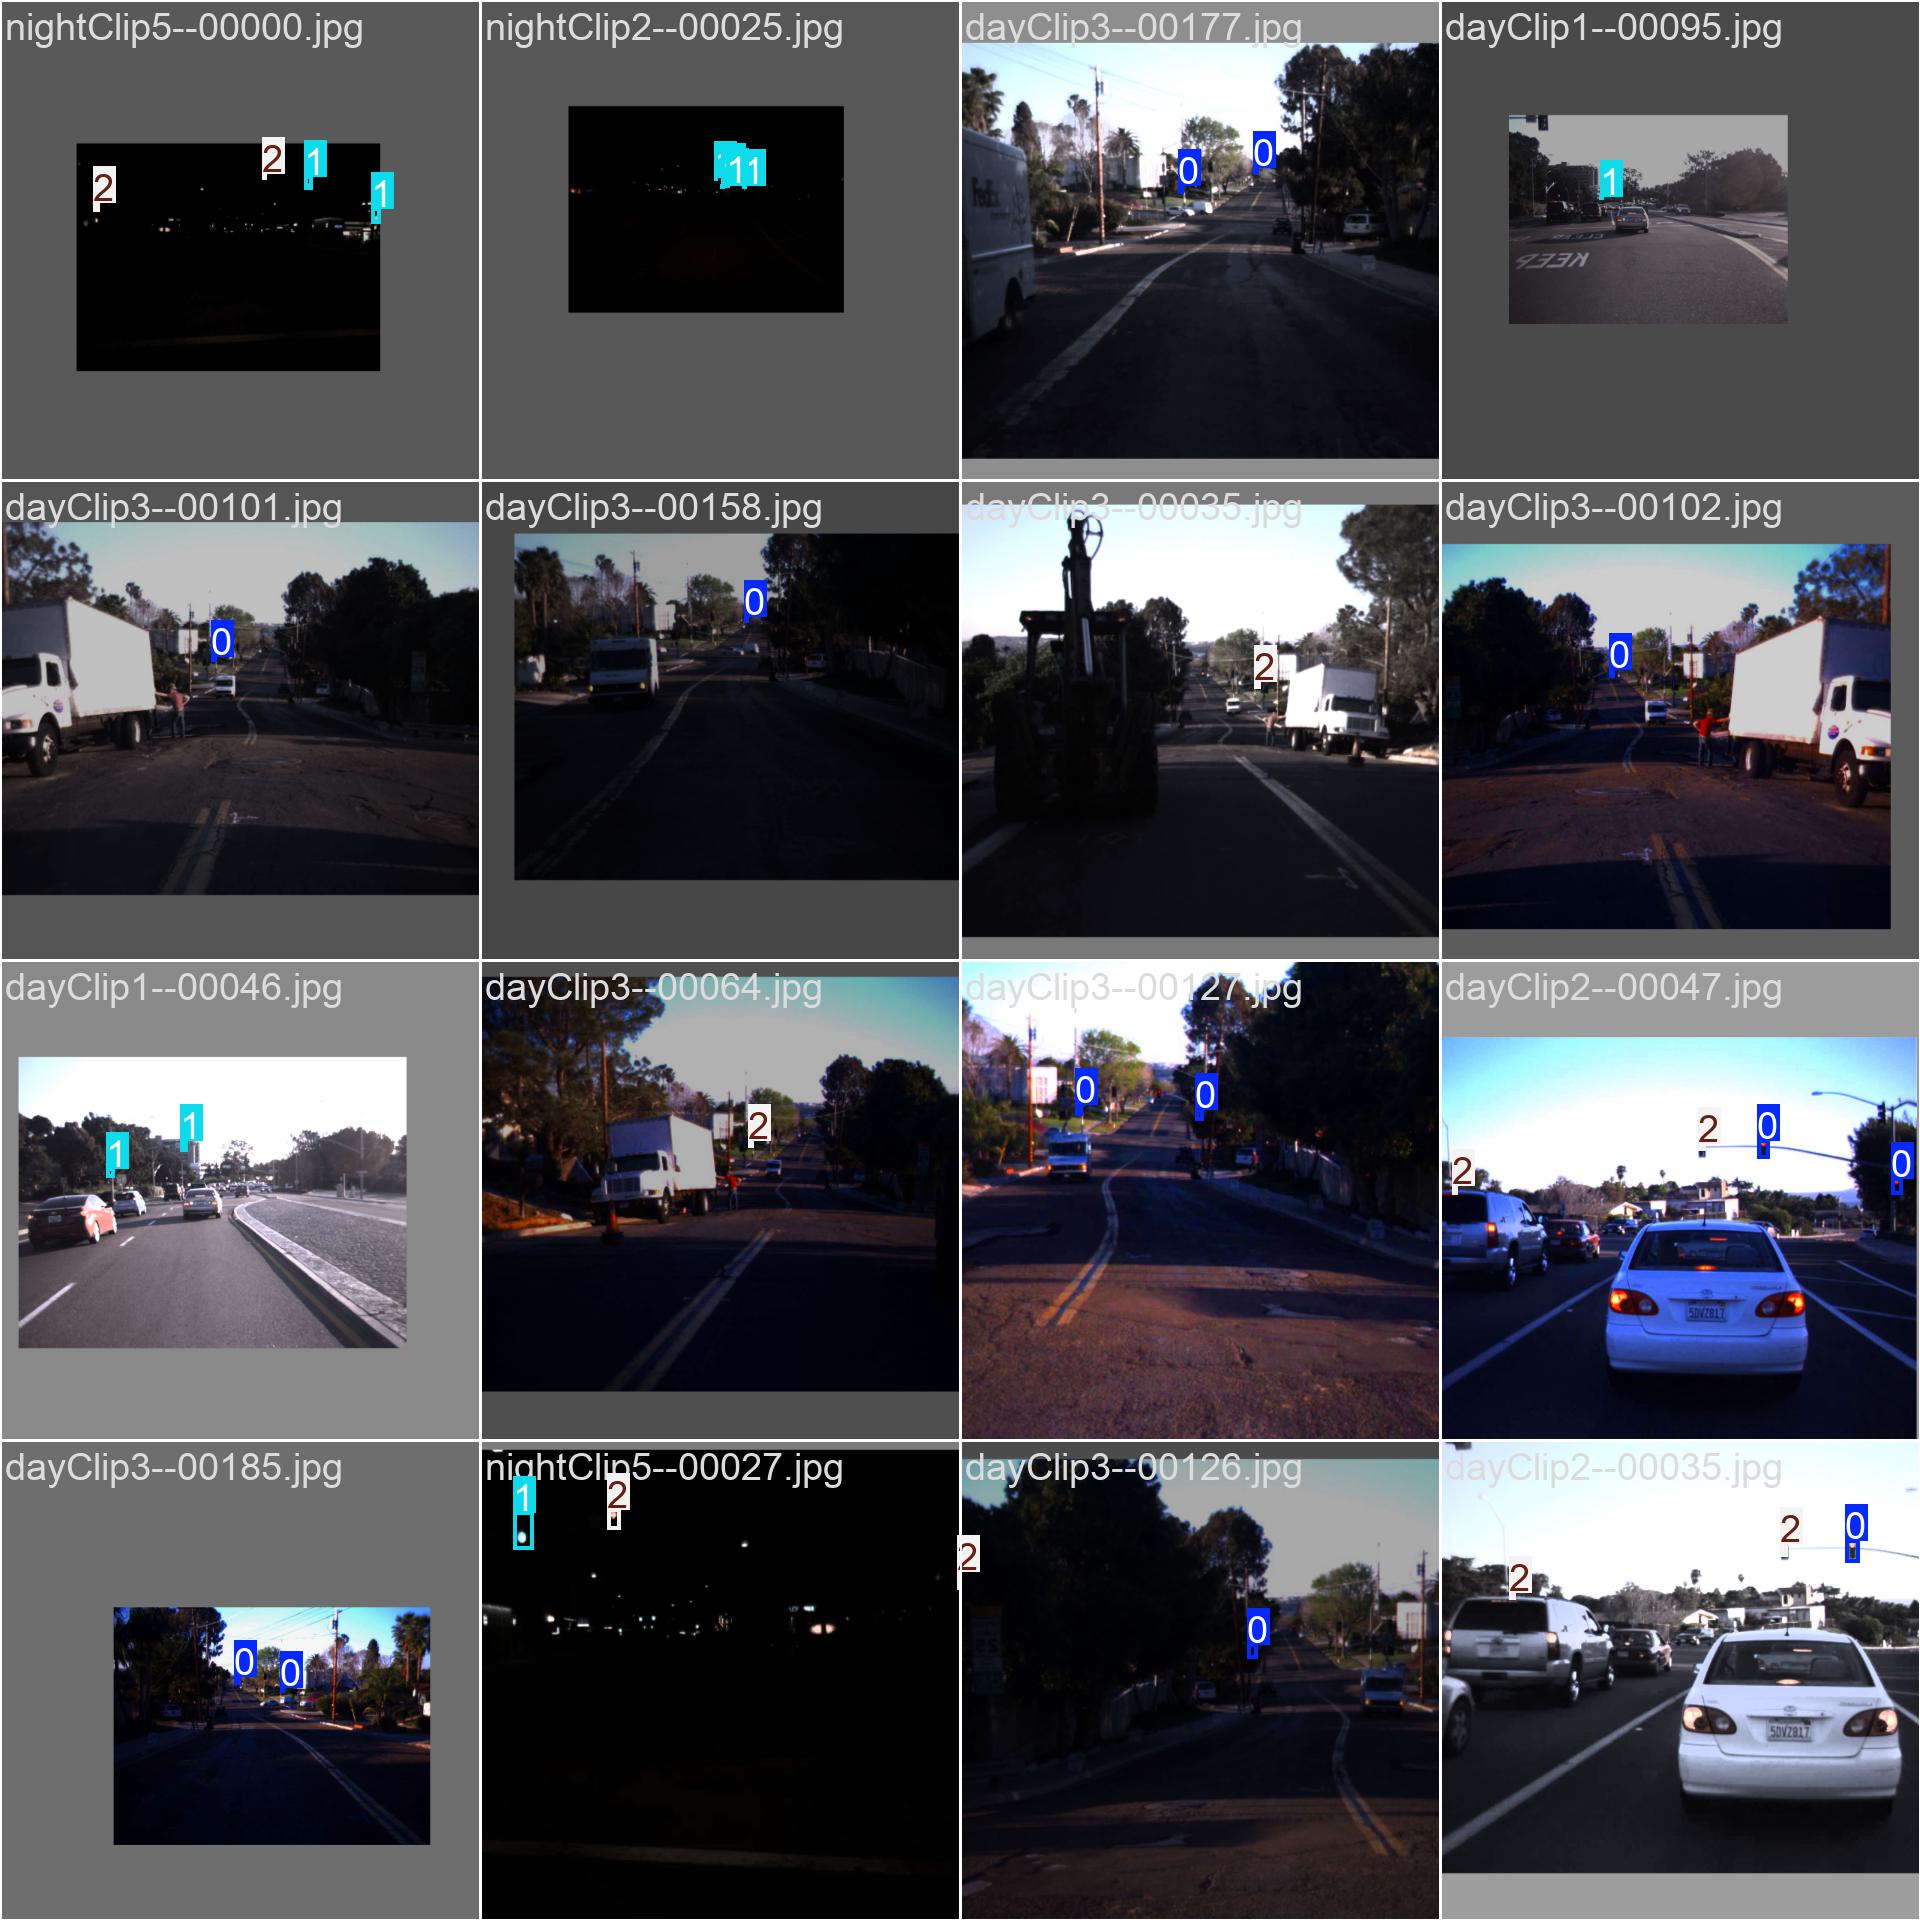 nightClip5--00000.jpg
2
2
1
1
nightClip2--00025.jpg
11
dayClip3--00177.jpg
0
0
FedEx
dayClip1--00095.jpg
1
KEEP
dayClip3--00101.jpg
0
dayClip3--00158.jpg
0
dayClip3--00035.jpg
2
dayClip3--00102.jpg
0
dayClip1--00046.jpg
1
1
dayClip3--00064.jpg
2
dayClip3--00127.jpg
0
0
dayClip2--00047.jpg
2
0
2
0
5DVZ817
dayClip3--00185.jpg
0
0
nightClip5--00027.jpg
1
2
dayClip3--00126.jpg
2
0
25
dayClip2--00035.jpg
2
0
2
5DVZ817